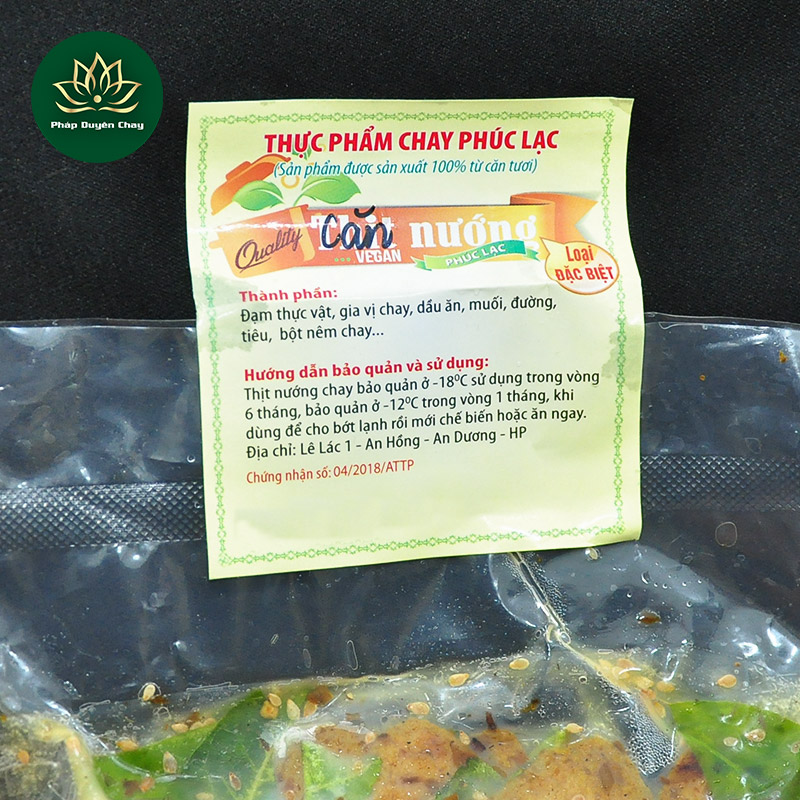 Pháp Duyên Chay
THỰC PHẨM CHAY PHÚC LẠC
(Sản phẩm được sản xuất 100% từ căn tươi)
Quality Căn nướng
VEGAN
PHÚC LẠC
Loại
ĐẶC BIỆT
Thành phần:
Đạm thực vật, gia vị chay, dầu ăn, muối, đường,
tiêu, bột nêm chay...
Hướng dẫn bảo quản và sử dụng:
Thịt nướng chay bảo quản ở -18⁰C sử dụng trong vòng
6 tháng, bảo quản ở -12⁰C trong vòng 1 tháng, khi
dùng để cho bớt lạnh rồi mới chế biến hoặc ăn ngay.
Địa chỉ: Lê Lác 1 - An Hồng - An Dương - HP
Chứng nhận số: 04/2018/ATTP